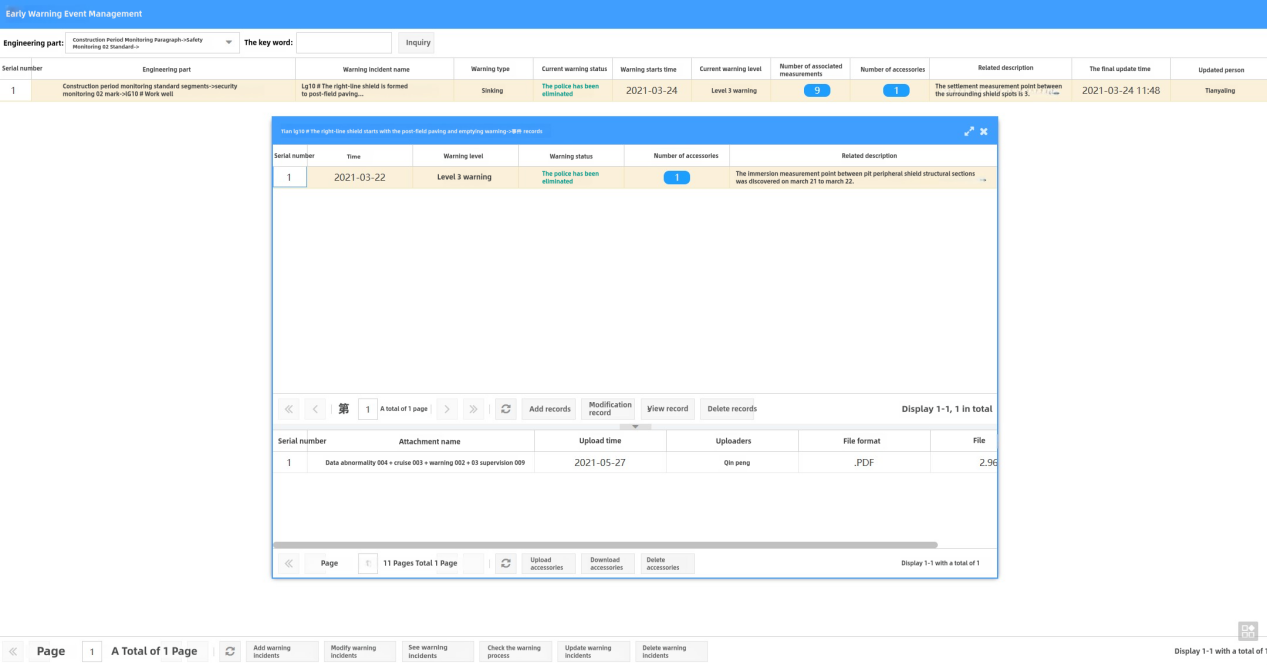 Early Warning Event Management
Engineering part:
Construction Period Monitoring Paragraph->Safety
Monitoring 02 Standard->
The key word:
Inquiry
Serial number
Engineering part
Warning incident name
Warning type
Current warning status
Warning starts time
Current warning level
Number of associated
measurements
Number of accessories
Related description
The final update time
Updated person
1
Construction period monitoring standard segments->security
monitoring 02 mark->IG10 # Work well
Lg10 # The right-line shield is formed
to post-field paving...
Sinking
The police has been
eliminated
2021-03-24
Level 3 warning
9
1
The settlement measurement point between
the surrounding shield spots is 3.
2021-03-24 11:48
Tianyaling
Tian lg10 # The right-line shield starts with the post-field paving and emptying warning->事件 records
Serial number
Time
Warning level
Warning status
Number of accessories
Related description
1
2021-03-22
Level 3 warning
The police has been
eliminated
1
The immersion measurement point between pit peripheral shield structural sections
was discovered on march 21 to march 22.
第
1
A total of 1 page
Add records
Modification
record
View record
Delete records
Display 1-1, 1 in total
Serial number
Attachment name
Upload time
Uploaders
File format
File
1
Data abnormality 004 + cruise 003 + warning 002 + 03 supervision 009
2021-05-27
Qin peng
.PDF
2.96
Page
11 Pages Total 1 Page
Upload
accessories
Download
accessories
Delete
accessories
Display 1-1 with a total of 1
Page
1
A Total of 1 Page
Add warning
incidents
Modify warning
incidents
See warning
incidents
Check the warning
process
Update warning
incidents
Delete warning
incidents
Display 1-1 with a total of 1